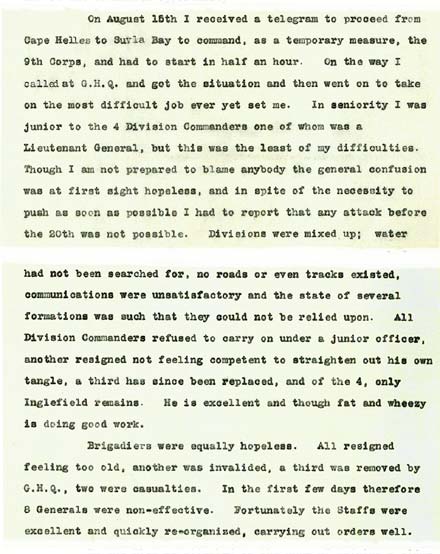 On August 15th I received a telegram to proceed from
Cape Helles to Suvla Bay to command, as a temporary measure, the
9th Corps, and had to start in half an hour. On the way I
called at G.H.Q. and got the situation and then went on to take
on the most difficult job ever yet set me. In seniority I was
junior to the 4 Division Commanders one of whom was a
Lieutenant General, but this was the least of my difficulties.
Though I am not prepared to blame anybody the general confusion
was at first sight hopeless, and in spite of the necessity to
push as soon as possible I had to report that any attack before
the 20th was not possible. Divisions were mixed up; water
had not been searched for, no roads or even tracks existed,
communications were unsatisfactory and the state of several
formations was such that they could not be relied upon. All
Division Commanders refused to carry on under a junior officer,
another resigned not feeling competent to straighten out his own
tangle, a third has since been replaced, and of the 4, only
Inglefield remains. He is excellent and though fat and wheezy
is doing good work.
Brigadiers were equally hopeless. All resigned
feeling too old, another was invalided, a third was removed by
G.H.Q., two were casualties. In the first few days therefore
8 Generals were non-effective. Fortunately the Staffs were
excellent and quickly re-organized, carrying out orders well.